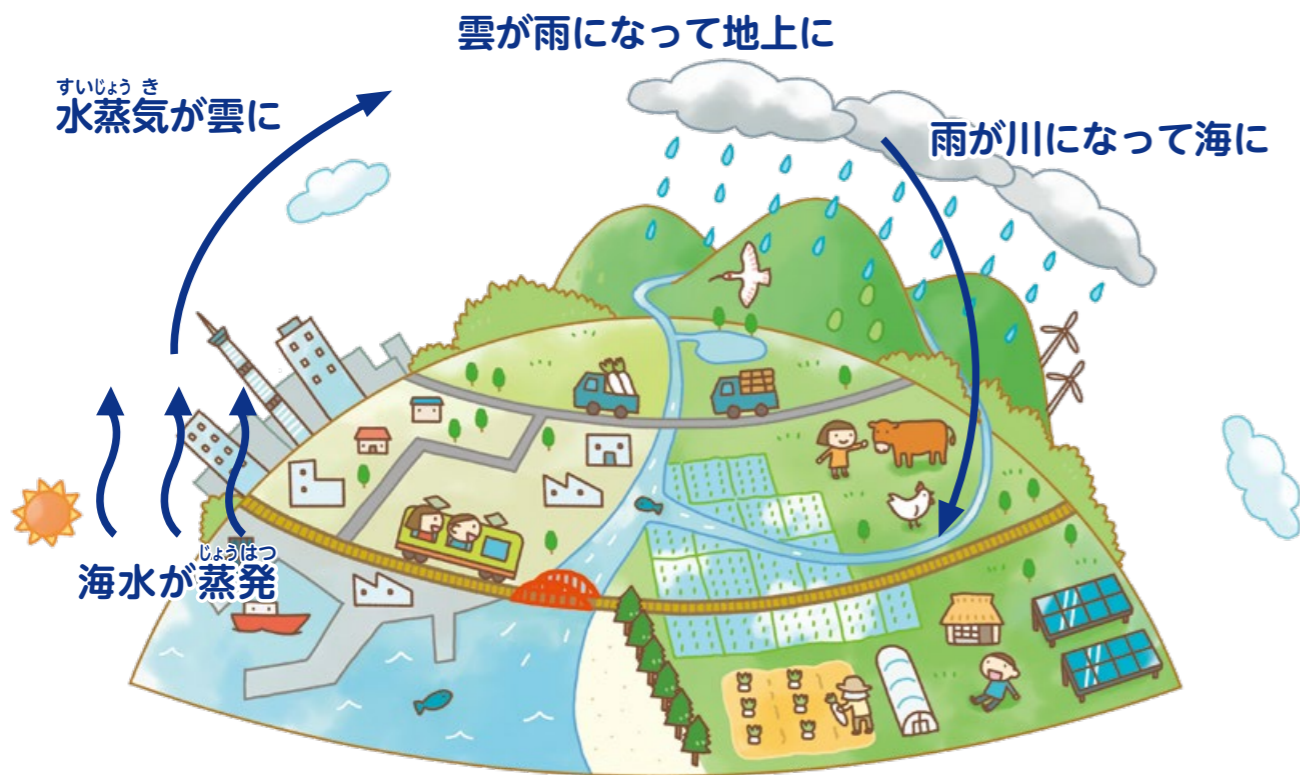 雲が雨になって地上に
すいじょうき
水蒸気が雲に
雨が川になって海に
じょうはつ
海水が蒸発